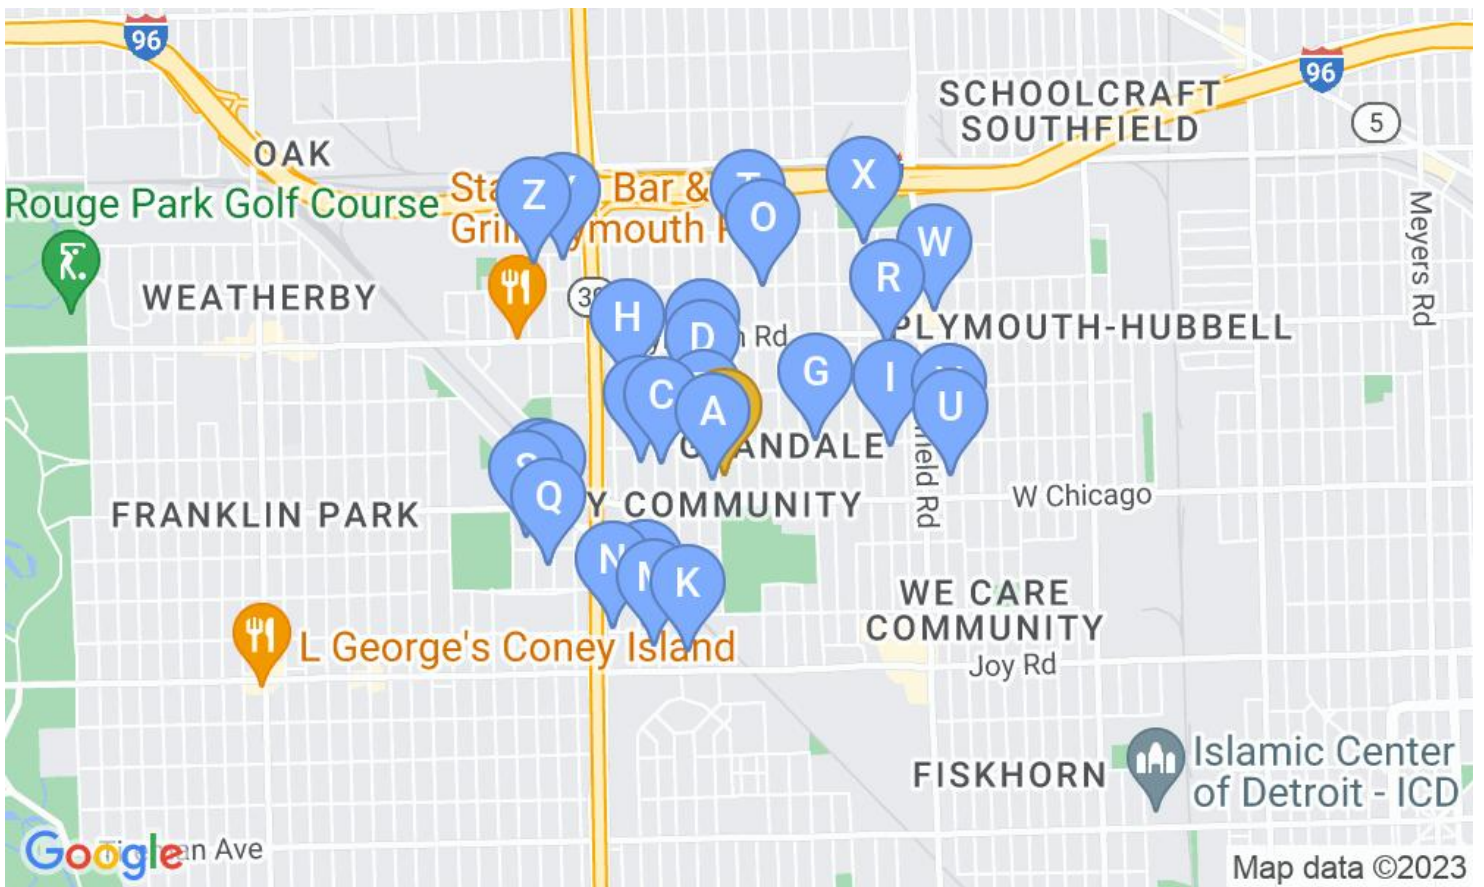 96
96
SCHOOLCRAFT
SOUTHFIELD
5
OAK
Rouge Park Golf Course
Bar &
Z
T
O
X
W
R
Meyers Rd
WEATHERBY
H
D
Rd
PLYMOUTH-HUBBELL
G
I
C
A
U
GRANDALE
S
Q
W Chicago
FRANKLIN PARK
COMMUNITY
N
M
K
WE CARE
COMMUNITY
L George's Coney Island
Joy Rd
FISKHORN
Islamic Center
of Detroit - ICD
Google
Ave
Map data ©2023